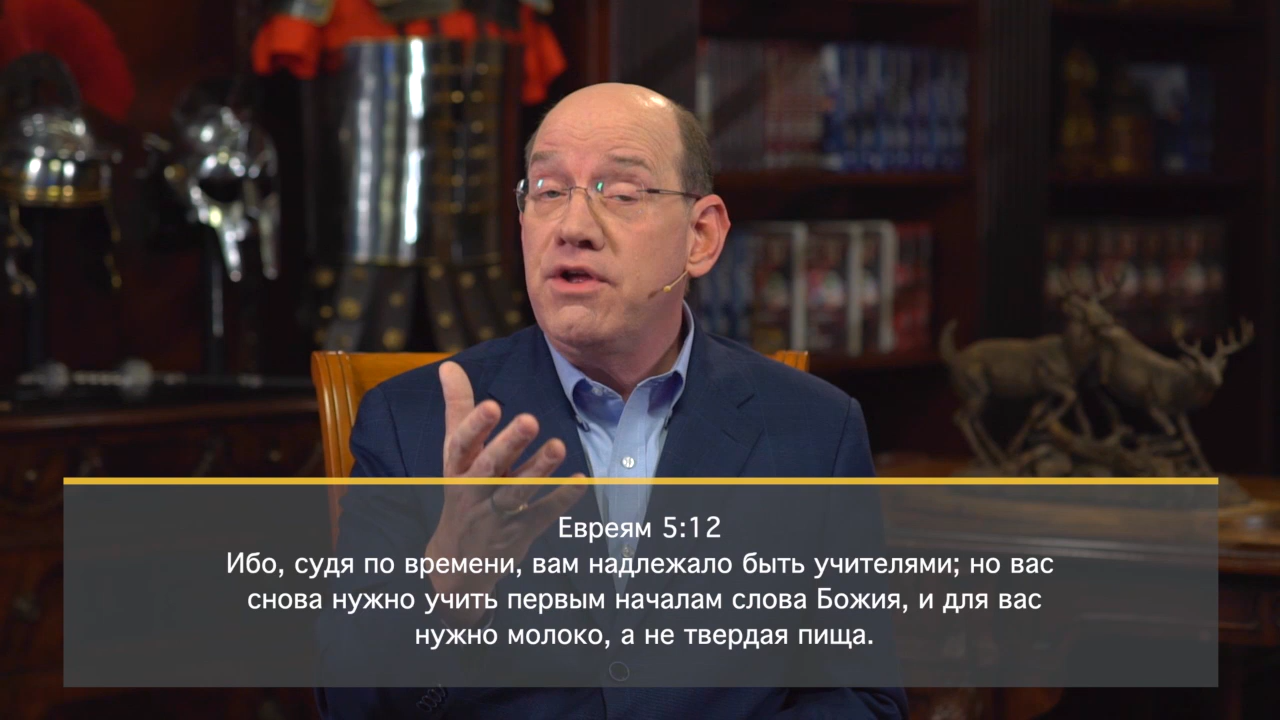 Евреям 5:12
Ибо, судя по времени, вам надлежало быть учителями; но вас
снова нужно учить первым началам слова Божия, и для вас
нужно молоко, а не твердая пища.